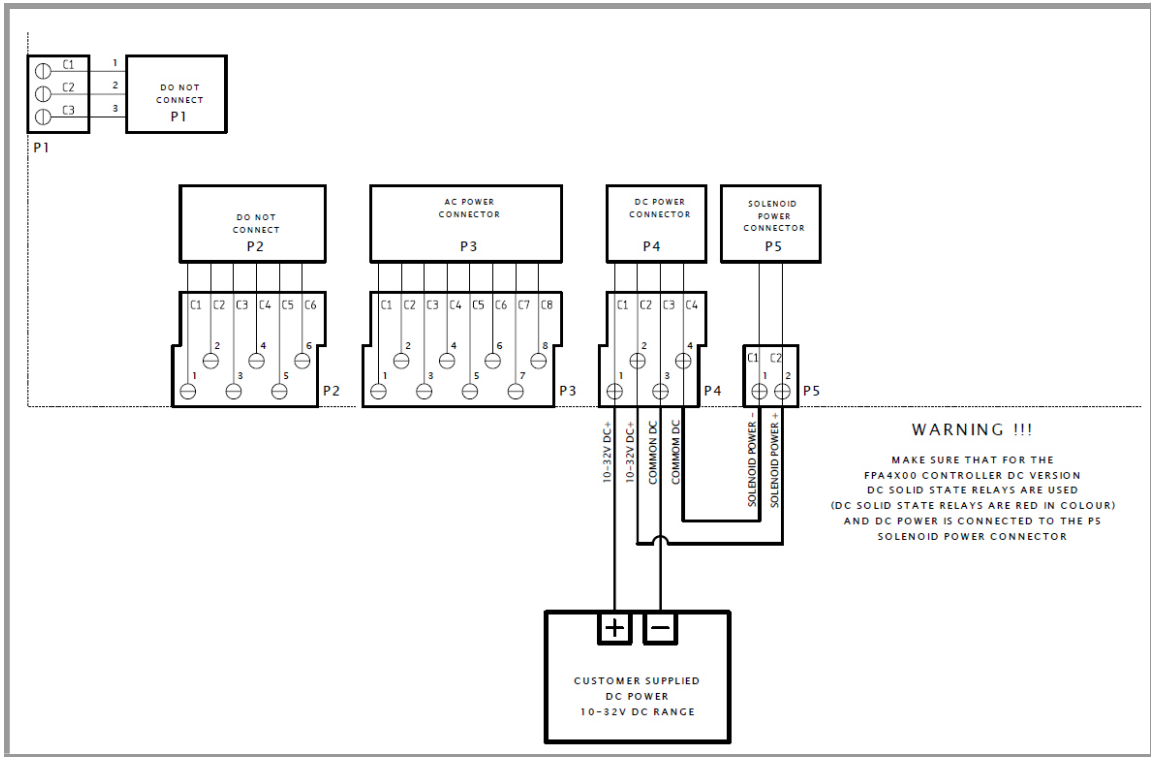 C1 1
C2 2
C3 3
DO NOT
CONNECT
P1
P1
DO NOT
CONNECT
P2
AC POWER
CONNECTOR
P3
DC POWER
CONNECTOR
P4
SOLENOID
POWER
CONNECTOR
P5
C1 C2 C3 C4 C5 C6
2 4 6
1 3 5
P2
C1 C2 C3 C4 C5 C6 C7 C8
2 4 6 8
1 3 5 7
P3
C1 C2 C3 C4
2 4
1 3
P4
C1 C2
1 2
P5
10-32V DC+
10-32V DC+
COMMON DC
COMMOM DC
SOLENOID POWER -
SOLENOID POWER +
WARNING !!!
MAKE SURE THAT FOR THE
FPA4X00 CONTROLLER DC VERSION
DC SOLID STATE RELAYS ARE USED
(DC SOLID STATE RELAYS ARE RED IN COLOUR)
AND DC POWER IS CONNECTED TO THE P5
SOLENOID POWER CONNECTOR
+ −
CUSTOMER SUPPLIED
DC POWER
10-32V DC RANGE